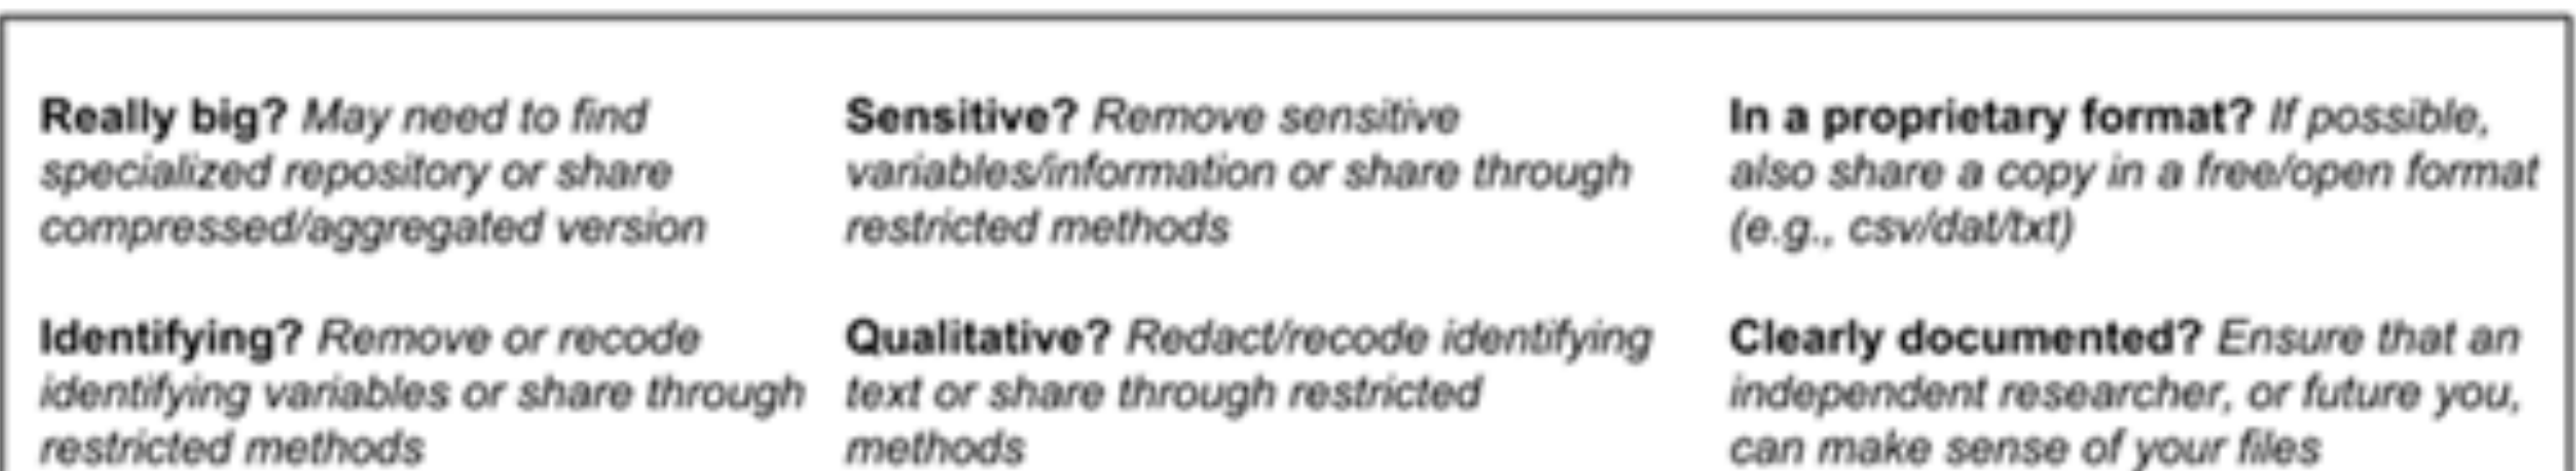 Really big? May need to find
specialized repository or share
compressed/aggregated version
Sensitive? Remove sensitive
variables/information or share through
restricted methods
In a proprietary format? If possible,
also share a copy in a free/open format
(e.g., csv/dat/txt)
Identifying? Remove or recode
identifying variables or share through
restricted methods
Qualitative? Redact/recode identifying
text or share through restricted
methods
Clearly documented? Ensure that an
independent researcher, or future you,
can make sense of your files